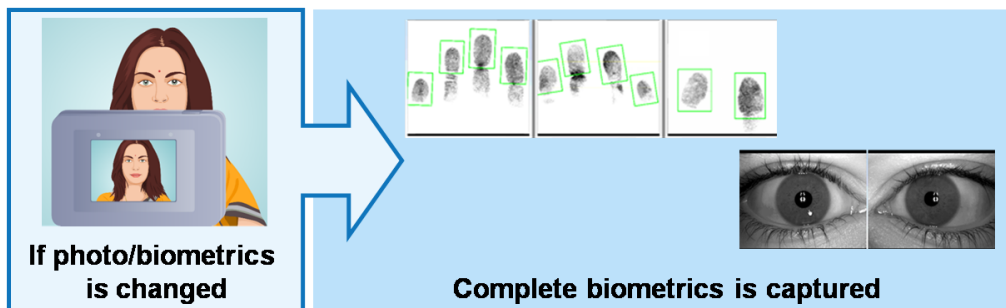 If photo/biometrics
is changed
Complete biometrics is captured